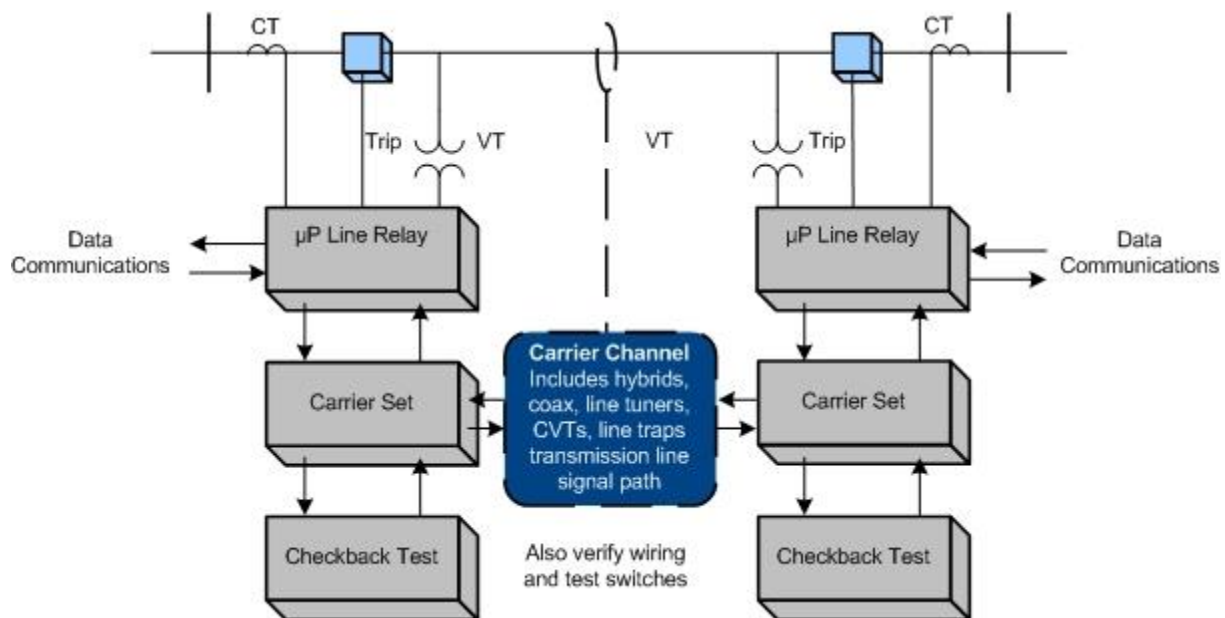 CT
CT
Trip
VT
VT
Trip
µP Line Relay
µP Line Relay
Data
Communications
Data
Communications
Carrier Channel
Includes hybrids,
coax, line tuners,
CVTs, line traps
transmission line
signal path
Carrier Set
Carrier Set
Checkback Test
Also verify wiring
and test switches
Checkback Test